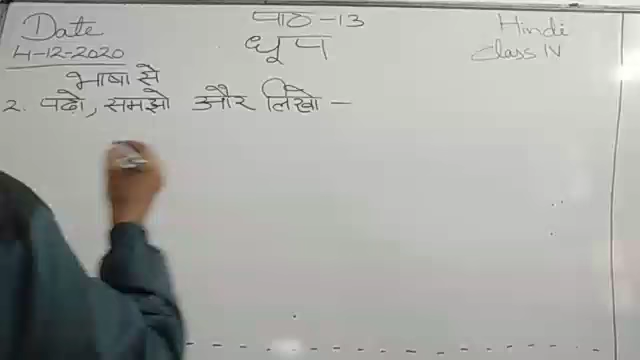 Date
4-12-2020
पाठ -13
धूप
Hindi
Class IV
भाषा से
2. पढ़ो, समझो और लिखो -